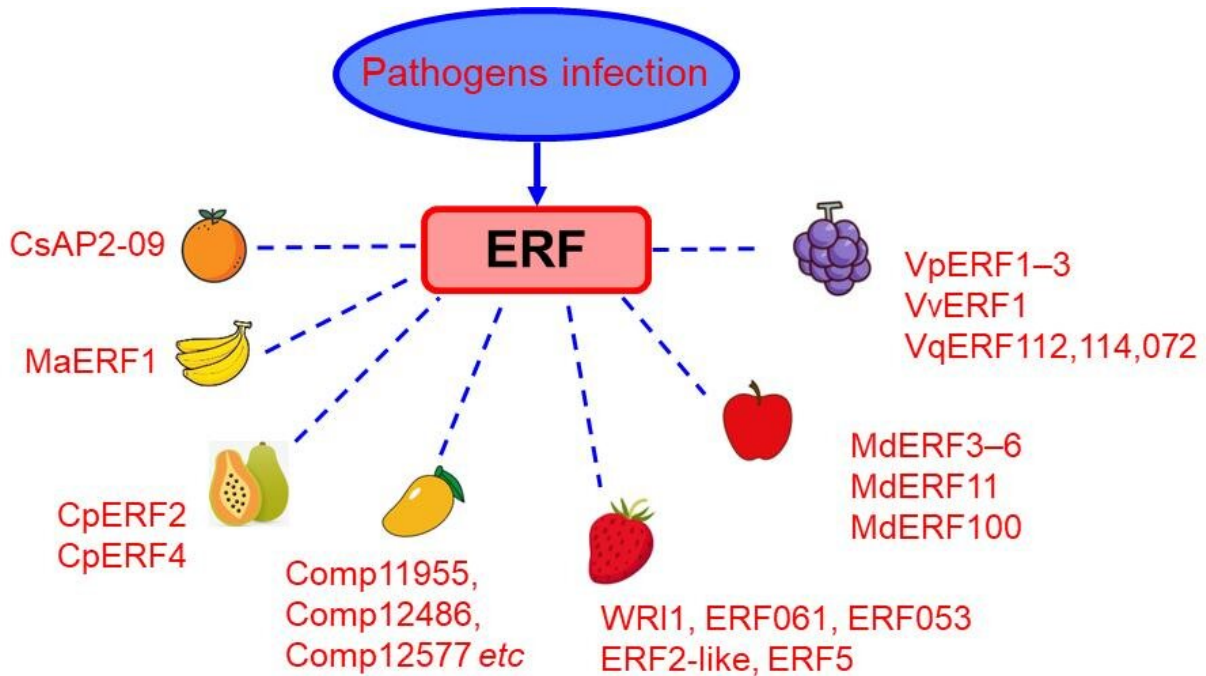 Pathogens infection
ERF
CsAP2-09
MaERF1
CpERF2
CpERF4
Comp11955,
Comp12486,
Comp12577 etc
WRI1, ERF061, ERF053
ERF2-like, ERF5
MdERF3–6
MdERF11
MdERF100
VpERF1–3
VvERF1
VqERF112,114,072